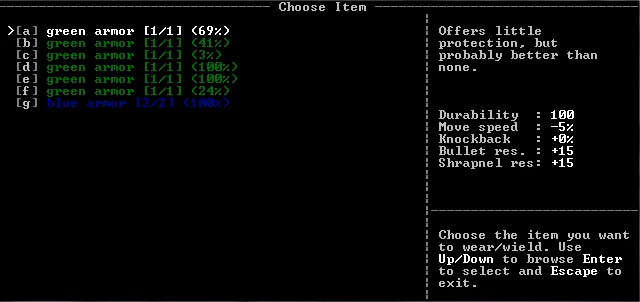 Choose Item
>[a] green armor [1/1] (69%)
[b] green armor [1/1] (41%)
[c] green armor [1/1] (3%)
[d] green armor [1/1] (100%)
[e] green armor [1/1] (100%)
[f] green armor [1/1] (24%)
[g] blue armor [2/2] (100%)
Offers little
protection, but
probably better than
none.
Durability : 100
Move speed : -5%
Knockback : +0%
Bullet res. : +15
Shrapnel res: +15
Choose the item you want
to wear/wield. Use
Up/Down to browse Enter
to select and Escape to
exit.